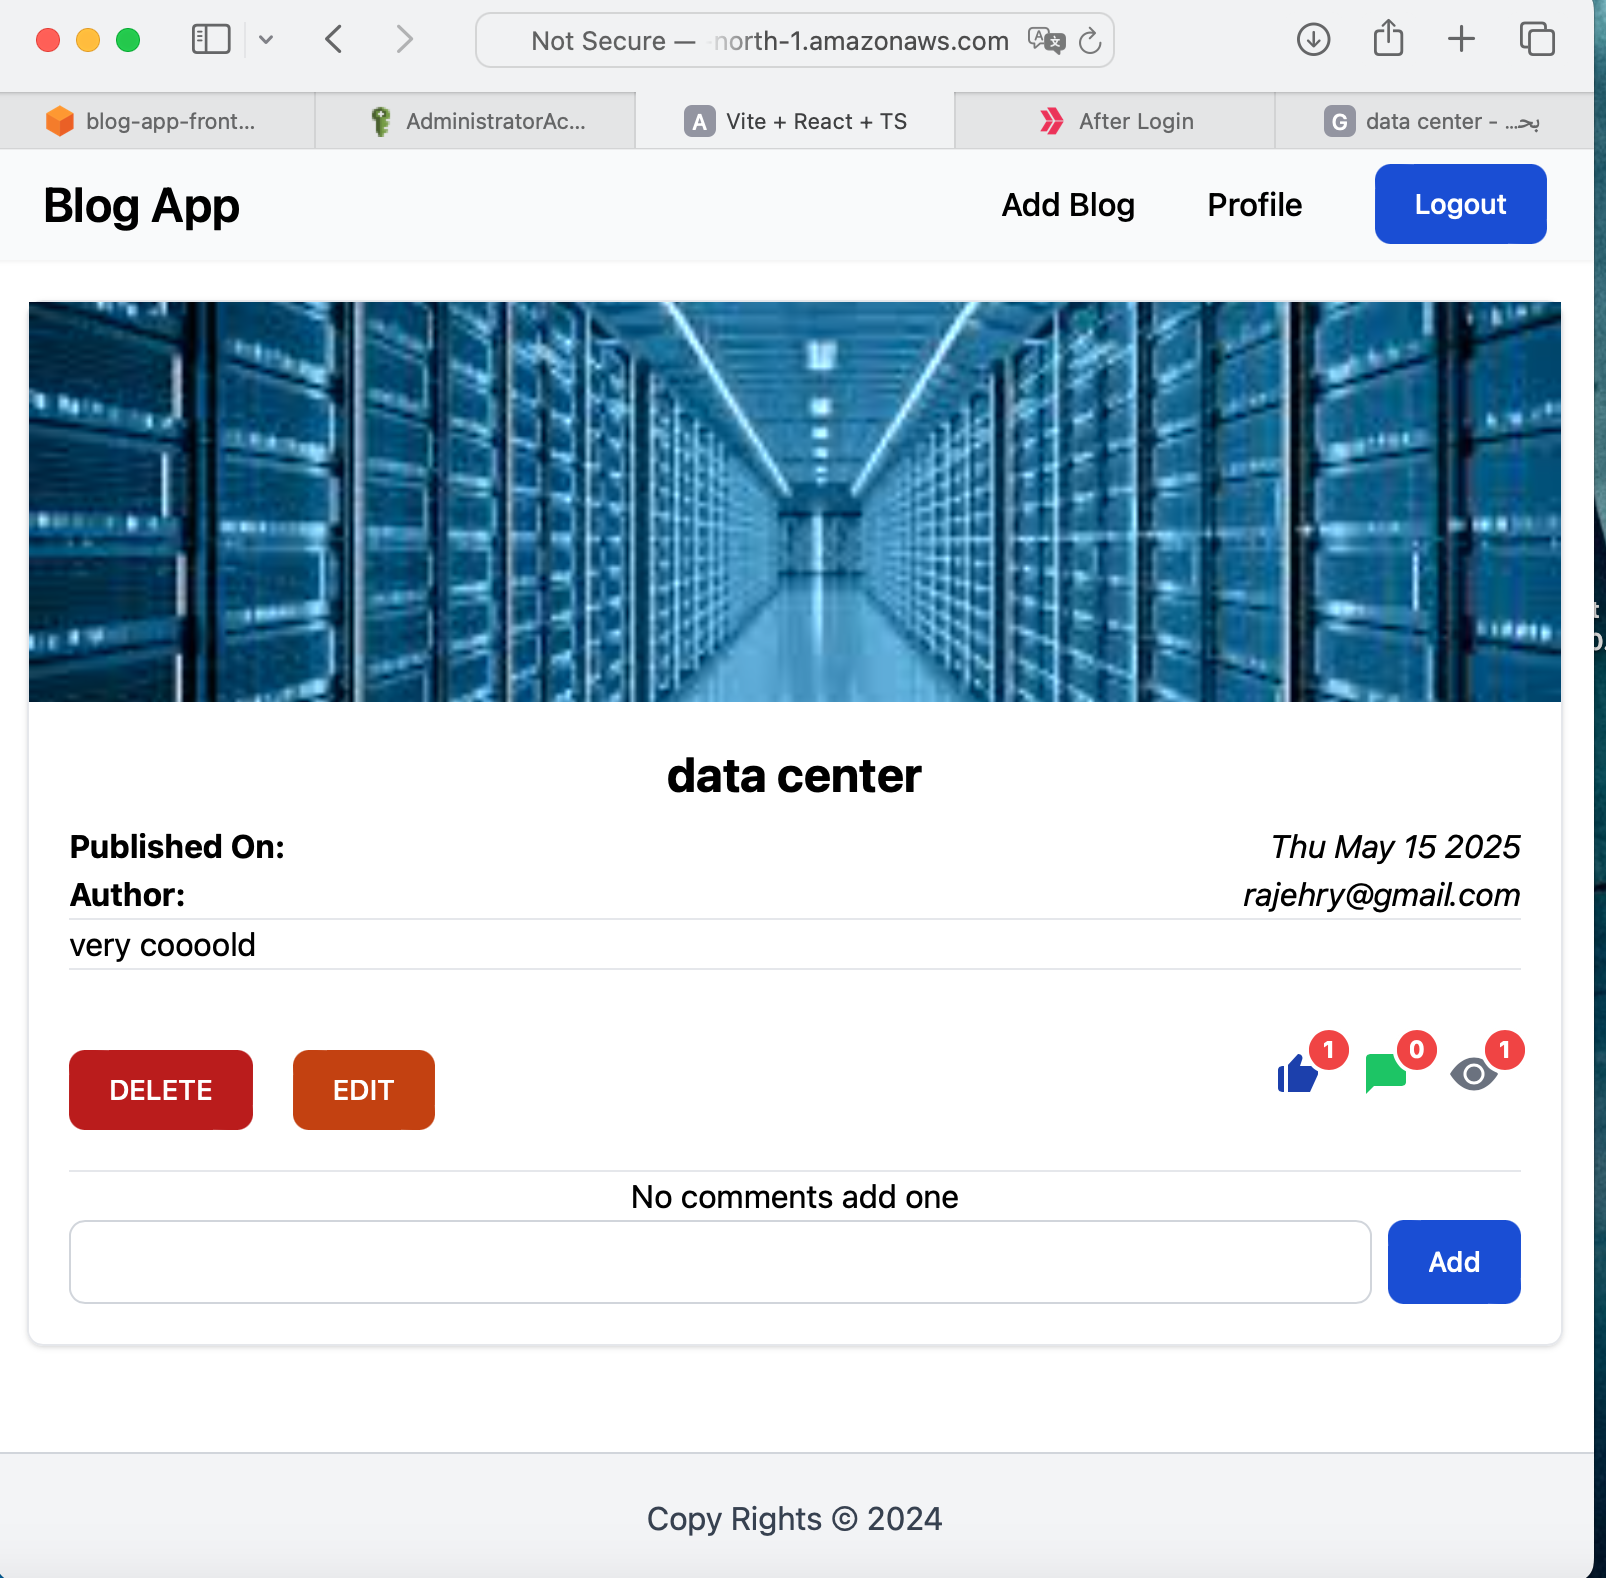 Not Secure — north-1.amazonaws.com
blog-app-front...
AdministratorAc...
A Vite + React + TS
After Login
G data center - ...بحـ
Blog App
Add Blog
Profile
Logout
data center
Published On:
Thu May 15 2025
Author:
rajehry@gmail.com
very coooold
DELETE
EDIT
1
0
1
No comments add one
Add
Copy Rights © 2024